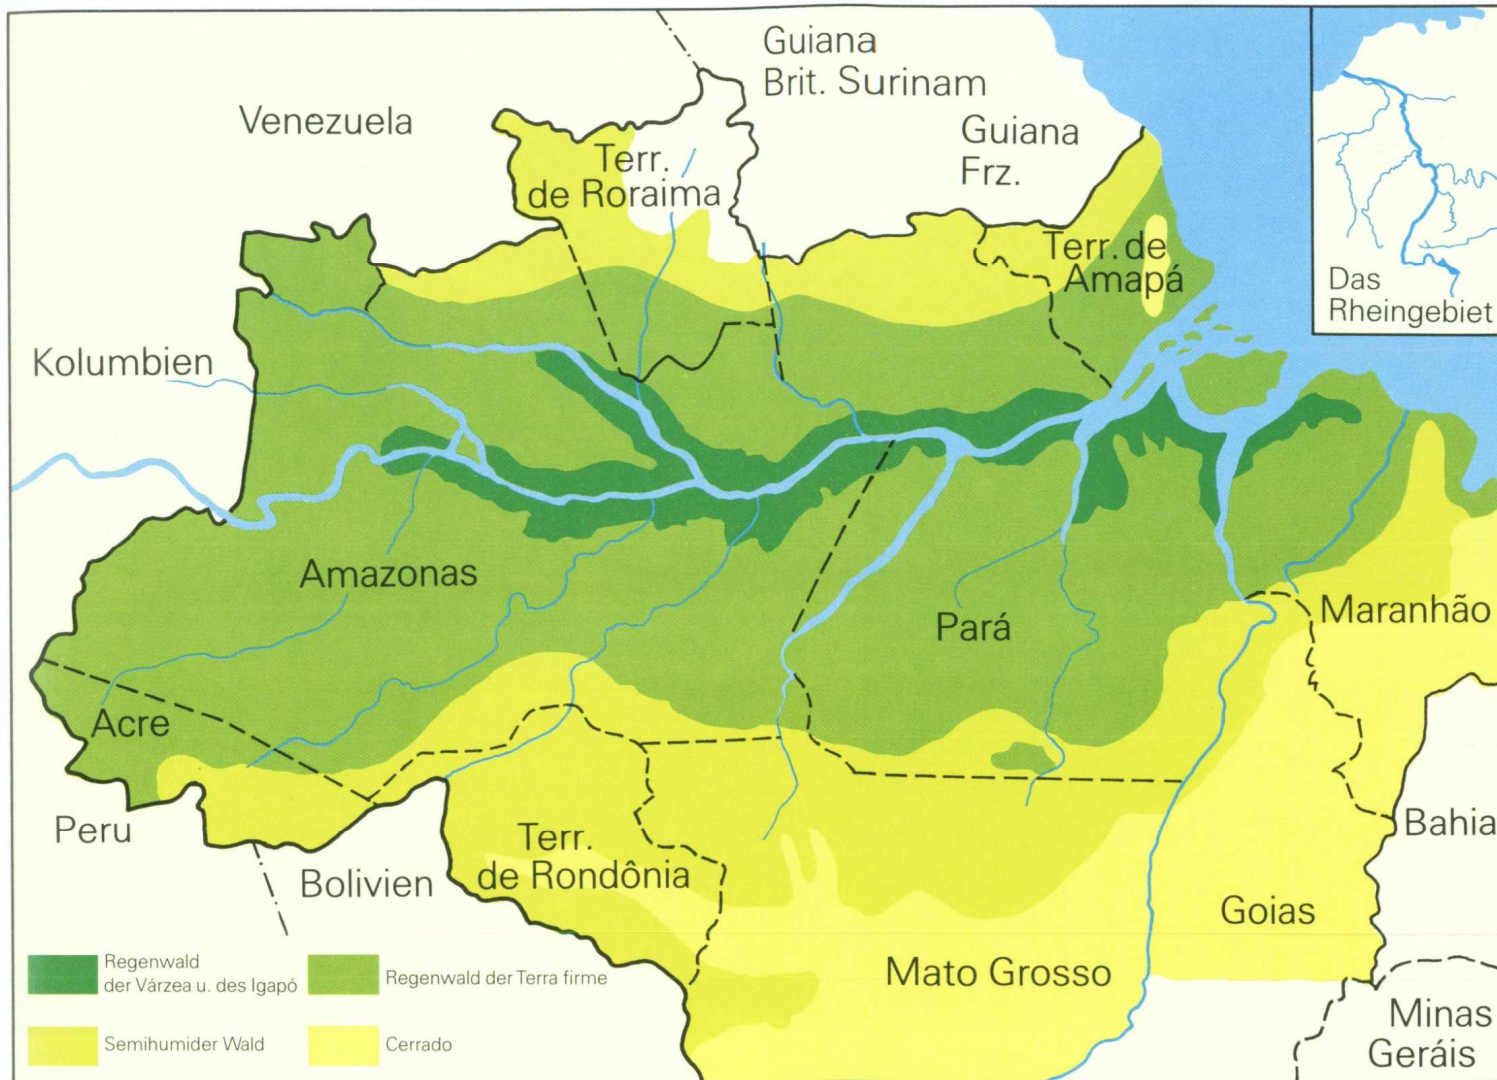 Guiana
Brit. Surinam
Venezuela
Guiana
Frz.
Terr.
de Roraima
Terr. de
Amapá
Das
Rheingebiet
Kolumbien
Amazonas
Pará
Maranhão
Acre
Peru
Terr.
de Rondônia
Bolivien
Bahia
Goias
Mato Grosso
Minas
Geráis
Regenwald
der Várzea u. des Igapó
Regenwald der Terra firme
Semihumider Wald
Cerrado